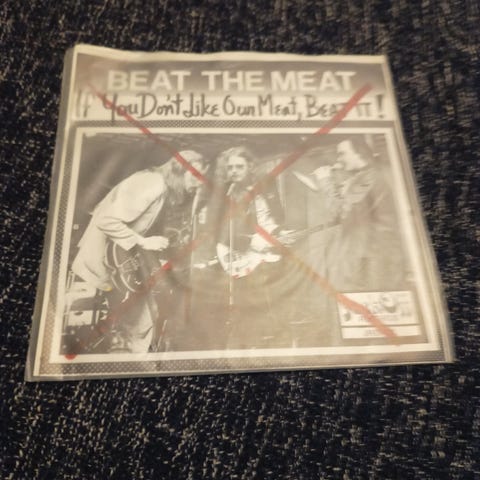 BEAT THE MEAT
If You Don't Like Our Meat, BEAT IT!